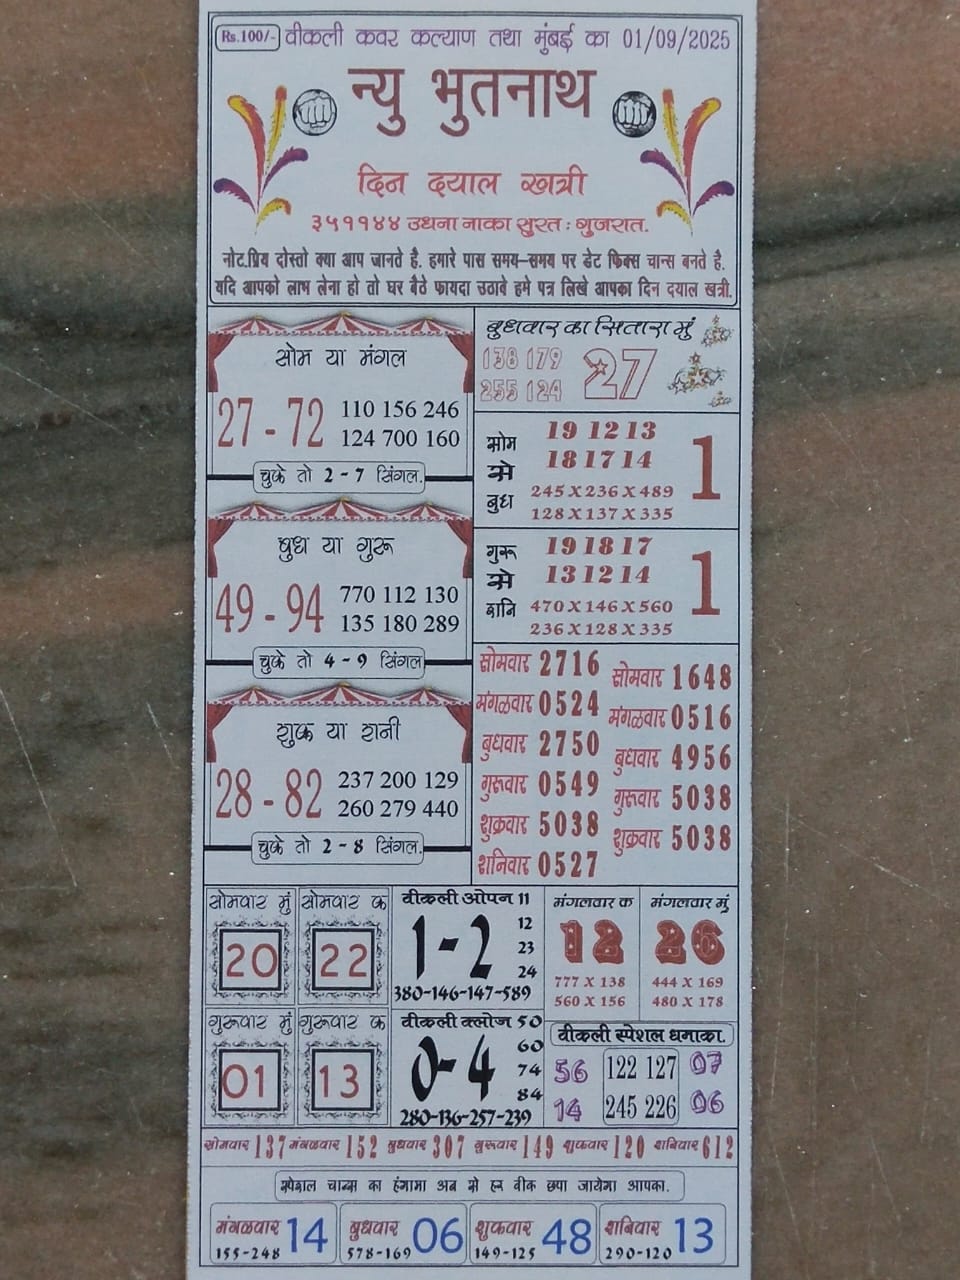 Rs.100/- वीकली कवर कल्याण तथा मुंबई का 01/09/2025
न्यु भुतनाथ
दिन दयाल खत्री
३५११४४ उधना नाका सुरत : गुजरात.
नोट.प्रिय दोस्तो क्या आप जानते है. हमारे पास समय-समय पर डेट फिक्स चान्स बनते है.
यदि आपको लाभ लेना हो तो घर बैठे फायदा उठावे हमे पत्र लिखे आपका दिन दयाल खत्री.
सोम या मंगल
27 - 72
110 156 246
124 700 160
चुके तो 2 - 7 सिंगल.
बुध या गुरू
49 - 94
770 112 130
135 180 289
चुके तो 4 - 9 सिंगल
शुक्र या शनी
28 - 82
237 200 129
260 279 440
चुके तो 2 - 8 सिंगल.
बुधवार का सितारा मुं
138 179
255 124
27
सोम से बुध
19 12 13
18 17 14
245 X 236 X 489
128 X 137 X 335
1
गुरू से शनि
19 18 17
13 12 14
470 X 146 X 560
236 X 128 X 335
1
सोमवार 2716
मंगळवार 0524
बुधवार 2750
गुरूवार 0549
शुक्रवार 5038
शनिवार 0527
सोमवार 1648
मंगळवार 0516
बुधवार 4956
गुरूवार 5038
शुक्रवार 5038
सोमवार मुं
20
सोमवार क
22
वीकली ओपन 11
1-2
12
23
24
380-146-147-589
मंगलवार क
12
777 X 138
560 X 156
मंगलवार मुं
26
444 X 169
480 X 178
गुरूवार मुं
01
गुरूवार क
13
वीकली क्लोज 50
0-4
60
74
84
280-136-257-239
वीकली स्पेशल धमाका.
56 122 127 07
14 245 226 06
सोमवार 137 मंगळवार 152 बुधवार 307 गुरूवार 149 शुक्रवार 120 शनिवार 612
स्पेशल चान्स का हंगामा अब से हर वीक छपा जायेगा आपका.
मंगळवार 14
155-248
बुधवार 06
578-169
शुक्रवार 48
149-125
शनिवार 13
290-120